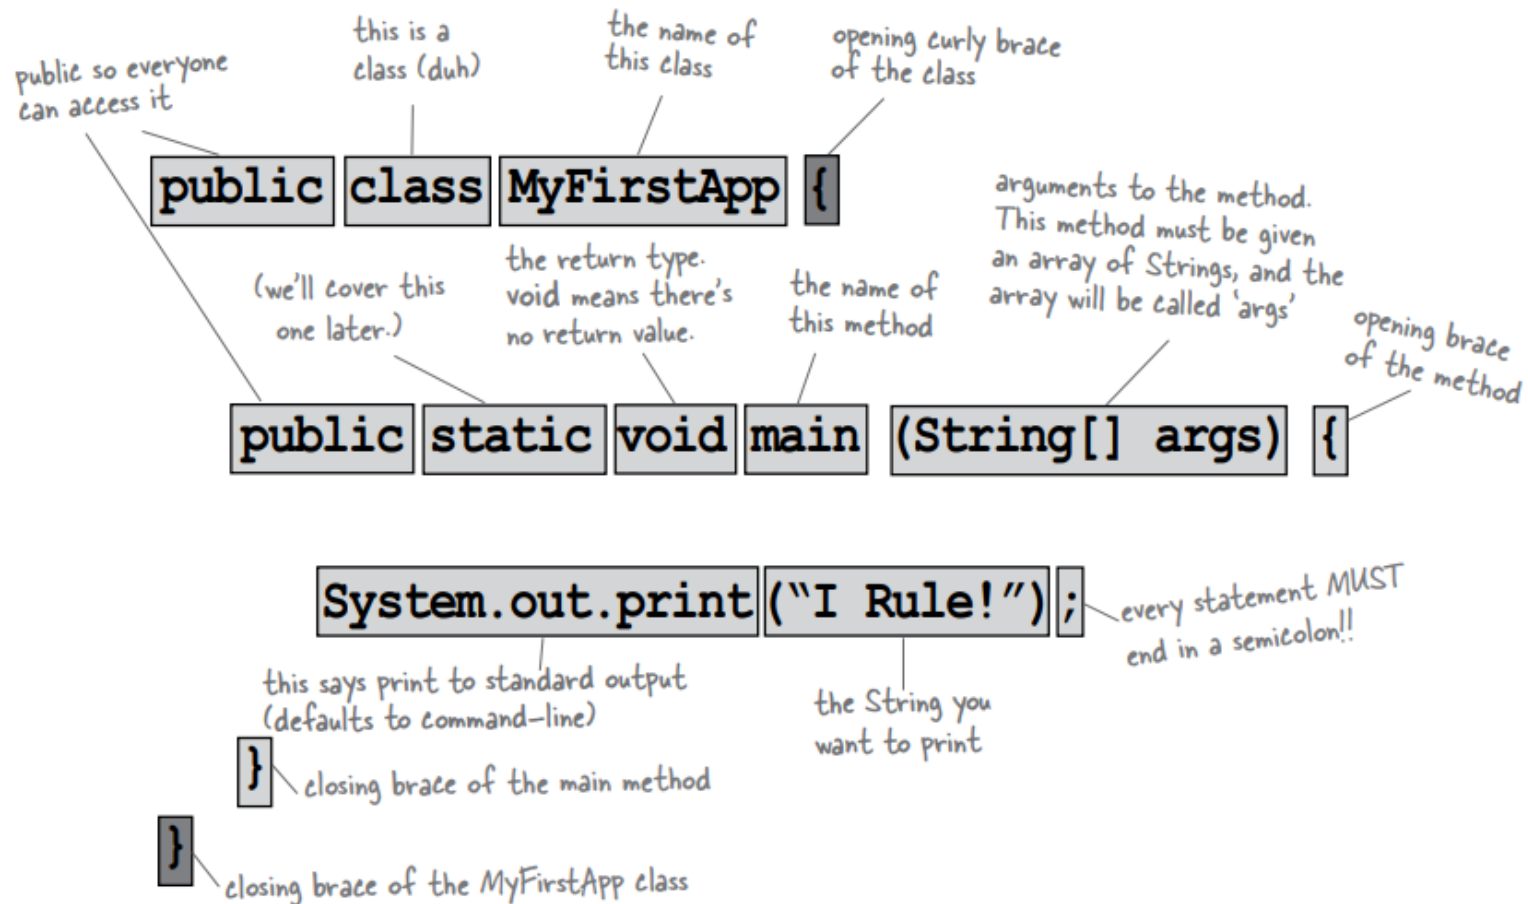 this is a
class (duh)
the name of
this class
opening curly brace
of the class
public so everyone
can access it
public class MyFirstApp {
(we'll cover this
one later.)
the return type.
void means there's
no return value.
the name of
this method
arguments to the method.
This method must be given
an array of Strings, and the
array will be called ‘args’
opening brace
of the method
public static void main (String[] args) {
System.out.print(“I Rule!”);
every statement MUST
end in a semicolon!!
this says print to standard output
(defaults to command-line)
the String you
want to print
}
closing brace of the main method
}
closing brace of the MyFirstApp class